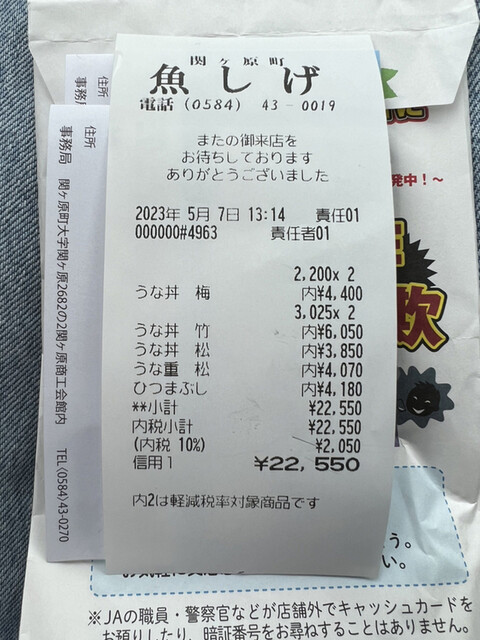 関ヶ原町
魚しげ
電話(0584) 43-0019
またの御来店を
お待ちしております
ありがとうございました
2023年 5月 7日 13:14 責任01
000000#4963 責任者01
2,200x 2
うな丼 梅 内¥4,400
3,025x 2
うな丼 竹 内¥6,050
うな丼 松 内¥3,850
うな重 松 内¥4,070
ひつまぶし 内¥4,180
**小計 ¥22,550
内税小計 ¥22,550
(内税 10%) ¥2,050
信用1 ¥22,550
内2は軽減税率対象商品です
住所
事務局
住所
事務局 関ヶ原町大字関ヶ原2682の2関ヶ原商工会館内 TEL(0584)43-0270
発中!～
欺
う。
い。
※JAの職員・警察官などが店舗外でキャッシュカードを
お預りしたり、暗証番号をお尋ねすることはありません。